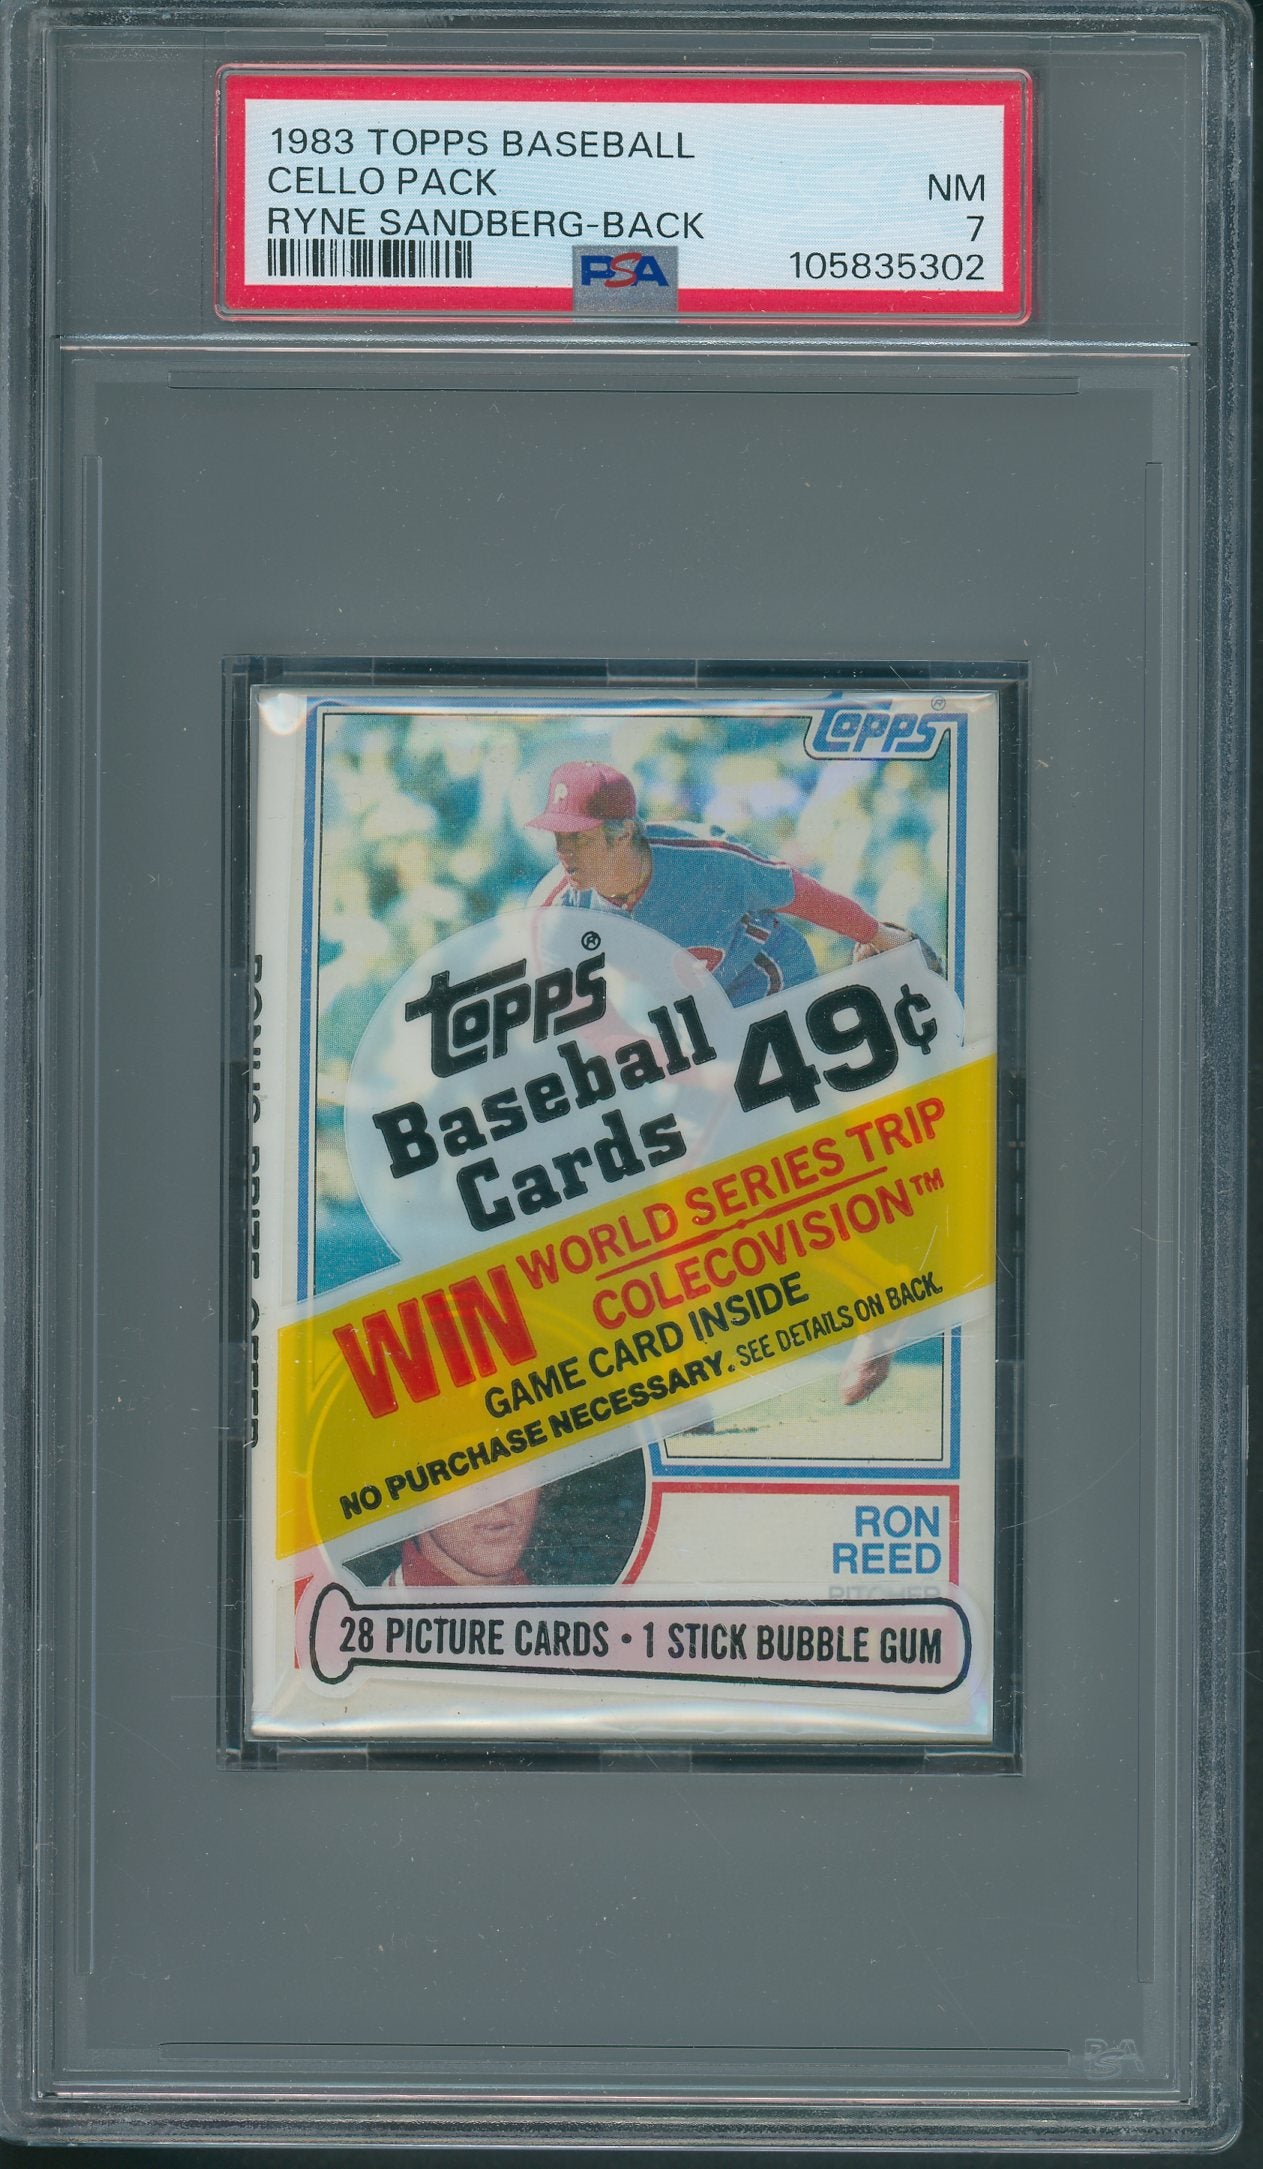 1983 TOPPS BASEBALL
CELLO PACK
NM
RYNE SANDBERG-BACK
7
PSA
105835302
Topps®
P
Topps®
Baseball
Cards
49¢
WIN
WORLD SERIES TRIP
COLECOVISION™
GAME CARD INSIDE
NO PURCHASE NECESSARY. SEE DETAILS ON BACK.
RON
REED
PITCHER
28 PICTURE CARDS • 1 STICK BUBBLE GUM
PSA